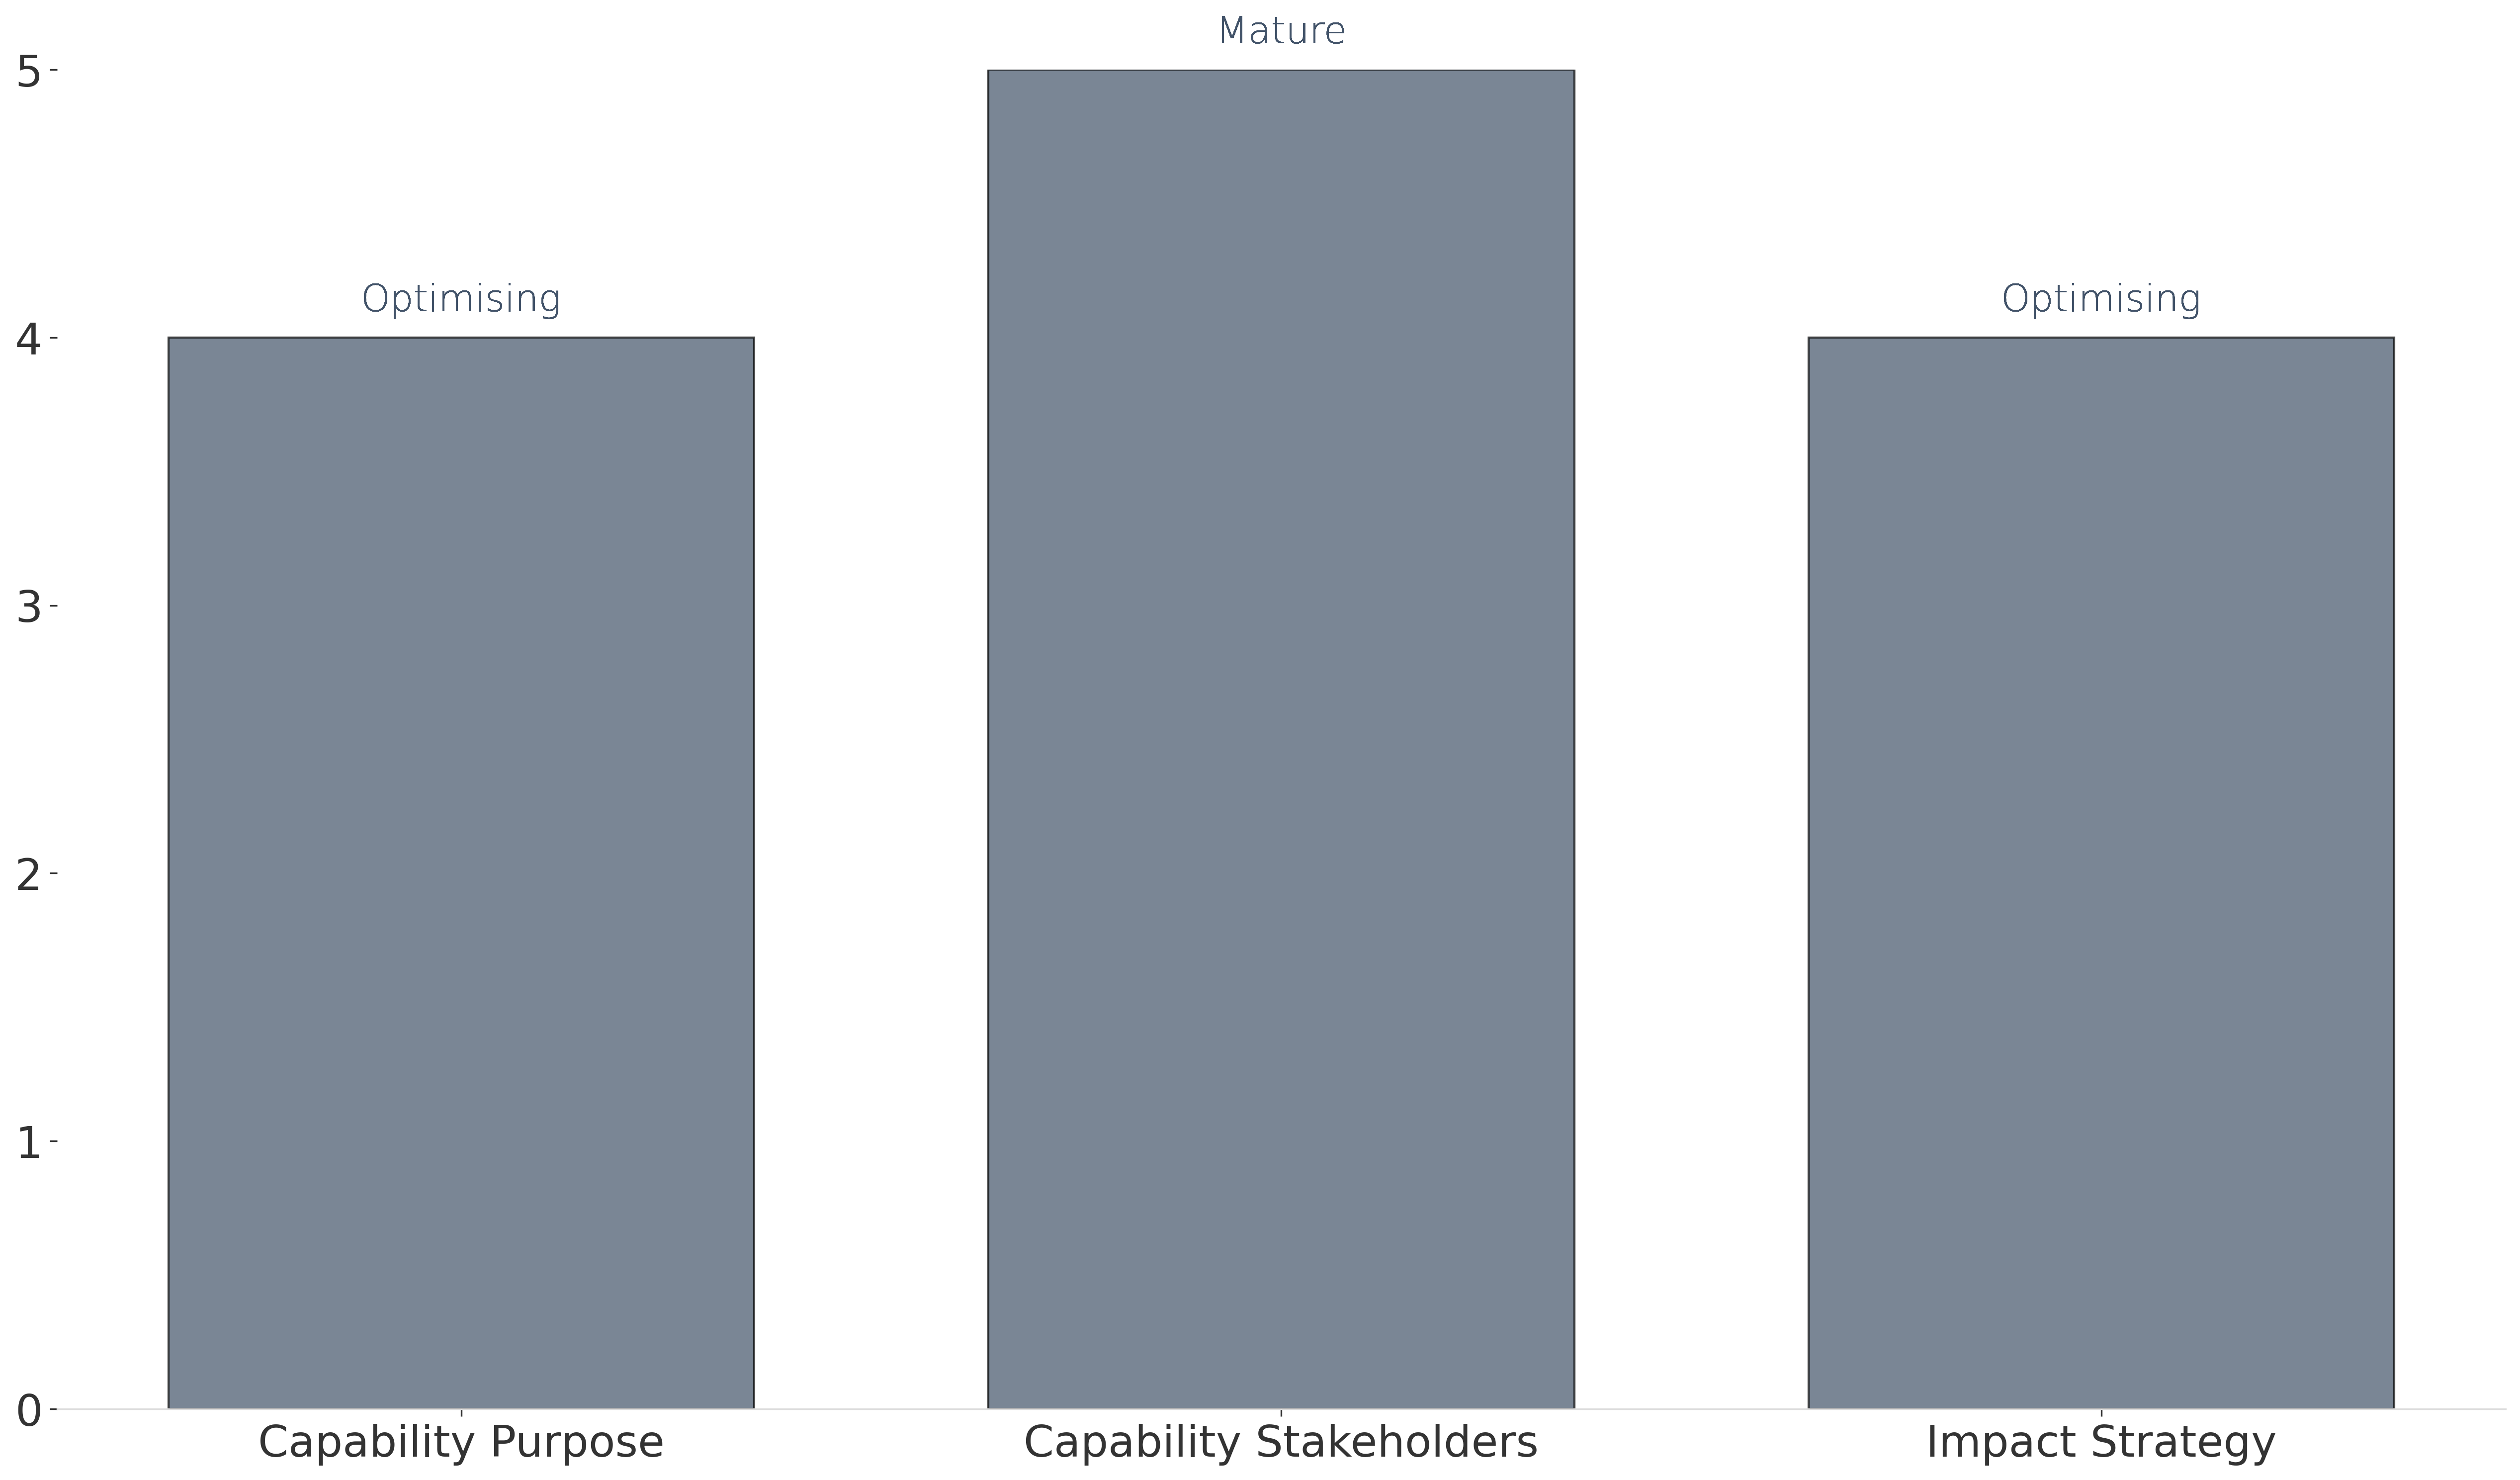 Mature
5
Optimising
Optimising
4
3
2
1
0
Capability Purpose
Capability Stakeholders
Impact Strategy